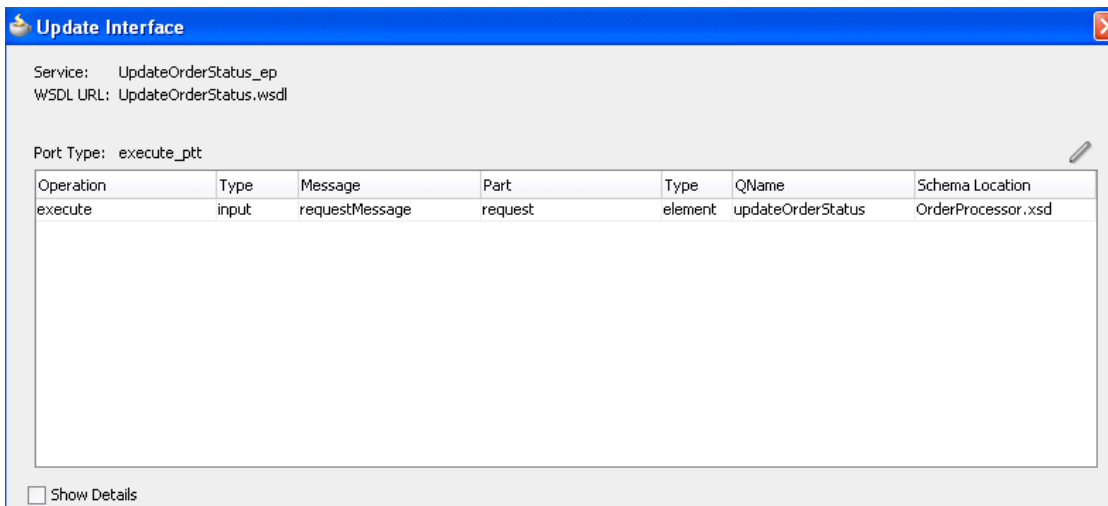 Update Interface
Service: UpdateOrderStatus_ep
WSDL URL: UpdateOrderStatus.wsdl
Port Type: execute_ptt
Operation Type Message Part Type QName Schema Location
execute input requestMessage request element updateOrderStatus OrderProcessor.xsd
Show Details